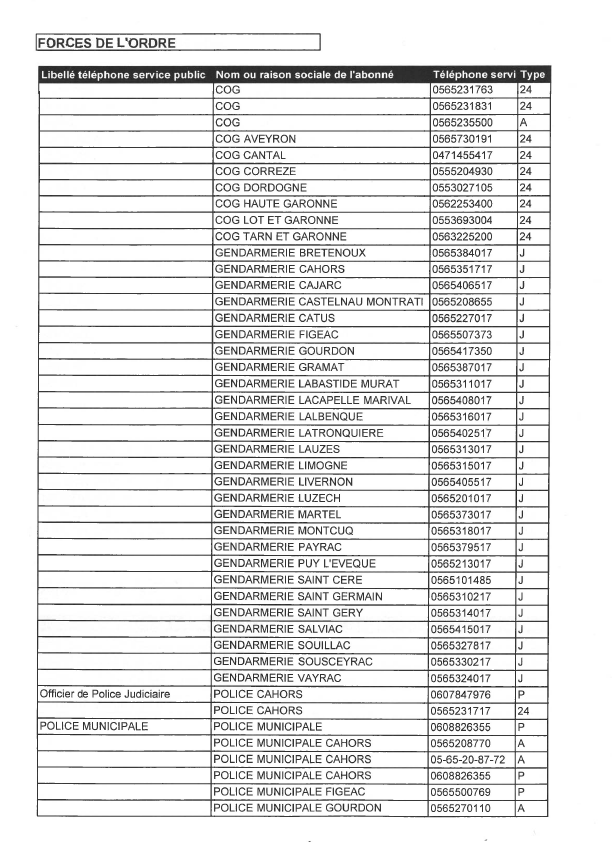 FORCES DE L'ORDRE
Libellé téléphone service public Nom ou raison sociale de l'abonné Téléphone servi Type
COG 0565231763 24
COG 0565231831 24
COG 0565235500 A
COG AVEYRON 0565730191 24
COG CANTAL 0471455417 24
COG CORREZE 0555204930 24
COG DORDOGNE 0553027105 24
COG HAUTE GARONNE 0562253400 24
COG LOT ET GARONNE 0553693004 24
COG TARN ET GARONNE 0563225200 24
GENDARMERIE BRETENOUX 0565384017 J
GENDARMERIE CAHORS 0565351717 J
GENDARMERIE CAJARC 0565406517 J
GENDARMERIE CASTELNAU MONTRATI 0565208655 J
GENDARMERIE CATUS 0565227017 J
GENDARMERIE FIGEAC 0565507373 J
GENDARMERIE GOURDON 0565417350 J
GENDARMERIE GRAMAT 0565387017 J
GENDARMERIE LABASTIDE MURAT 0565311017 J
GENDARMERIE LACAPELLE MARIVAL 0565408017 J
GENDARMERIE LALBENQUE 0565316017 J
GENDARMERIE LATRONQUIERE 0565402517 J
GENDARMERIE LAUZES 0565313017 J
GENDARMERIE LIMOGNE 0565315017 J
GENDARMERIE LIVERNON 0565405517 J
GENDARMERIE LUZECH 0565201017 J
GENDARMERIE MARTEL 0565373017 J
GENDARMERIE MONTCUQ 0565318017 J
GENDARMERIE PAYRAC 0565379517 J
GENDARMERIE PUY L'EVEQUE 0565213017 J
GENDARMERIE SAINT CERE 0565101485 J
GENDARMERIE SAINT GERMAIN 0565310217 J
GENDARMERIE SAINT GERY 0565314017 J
GENDARMERIE SALVIAC 0565415017 J
GENDARMERIE SOUILLAC 0565327817 J
GENDARMERIE SOUSCEYRAC 0565330217 J
GENDARMERIE VAYRAC 0565324017 J
Officier de Police Judiciaire POLICE CAHORS 0607847976 P
POLICE CAHORS 0565231717 24
POLICE MUNICIPALE POLICE MUNICIPALE 0608826355 P
POLICE MUNICIPALE CAHORS 0565208770 A
POLICE MUNICIPALE CAHORS 05-65-20-87-72 A
POLICE MUNICIPALE CAHORS 0608826355 P
POLICE MUNICIPALE FIGEAC 0565500769 P
POLICE MUNICIPALE GOURDON 0565270110 A